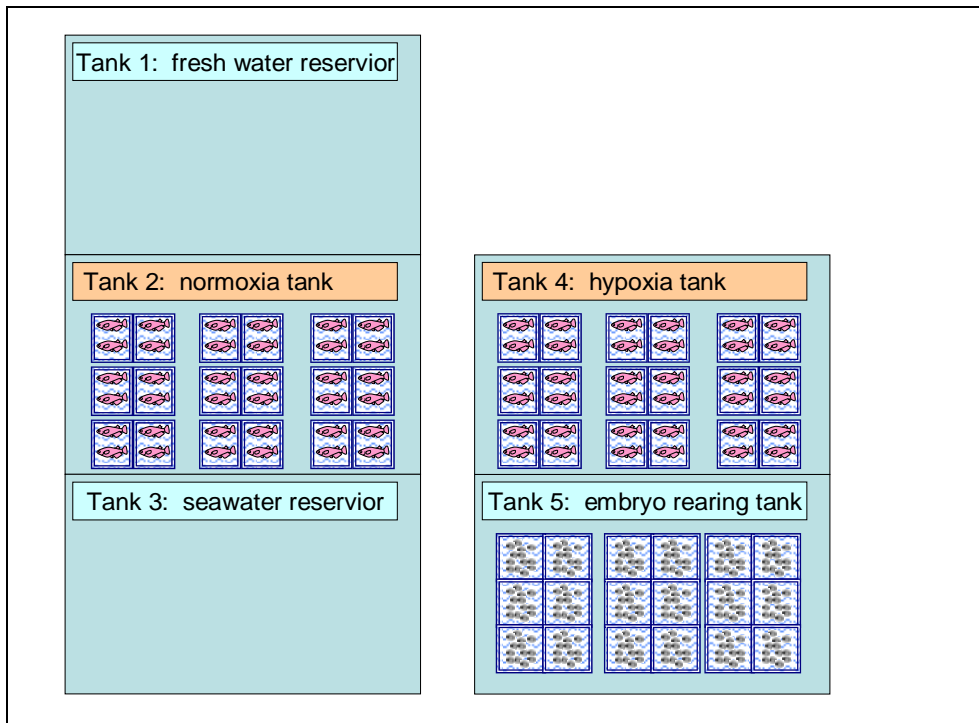 Tank 1: fresh water reservior
Tank 2: normoxia tank
Tank 4: hypoxia tank
Tank 3: seawater reservior
Tank 5: embryo rearing tank